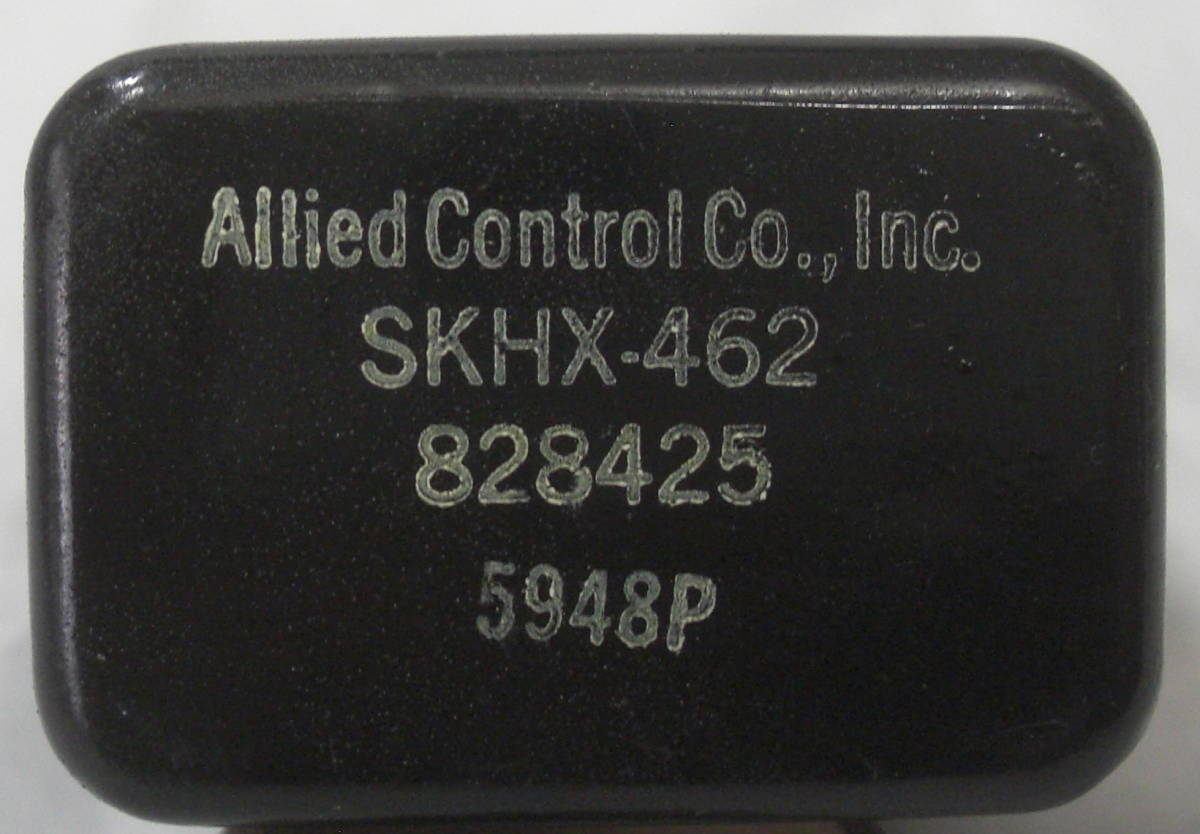 Allied Control Co., Inc.
SKHX-462
828425
5948P